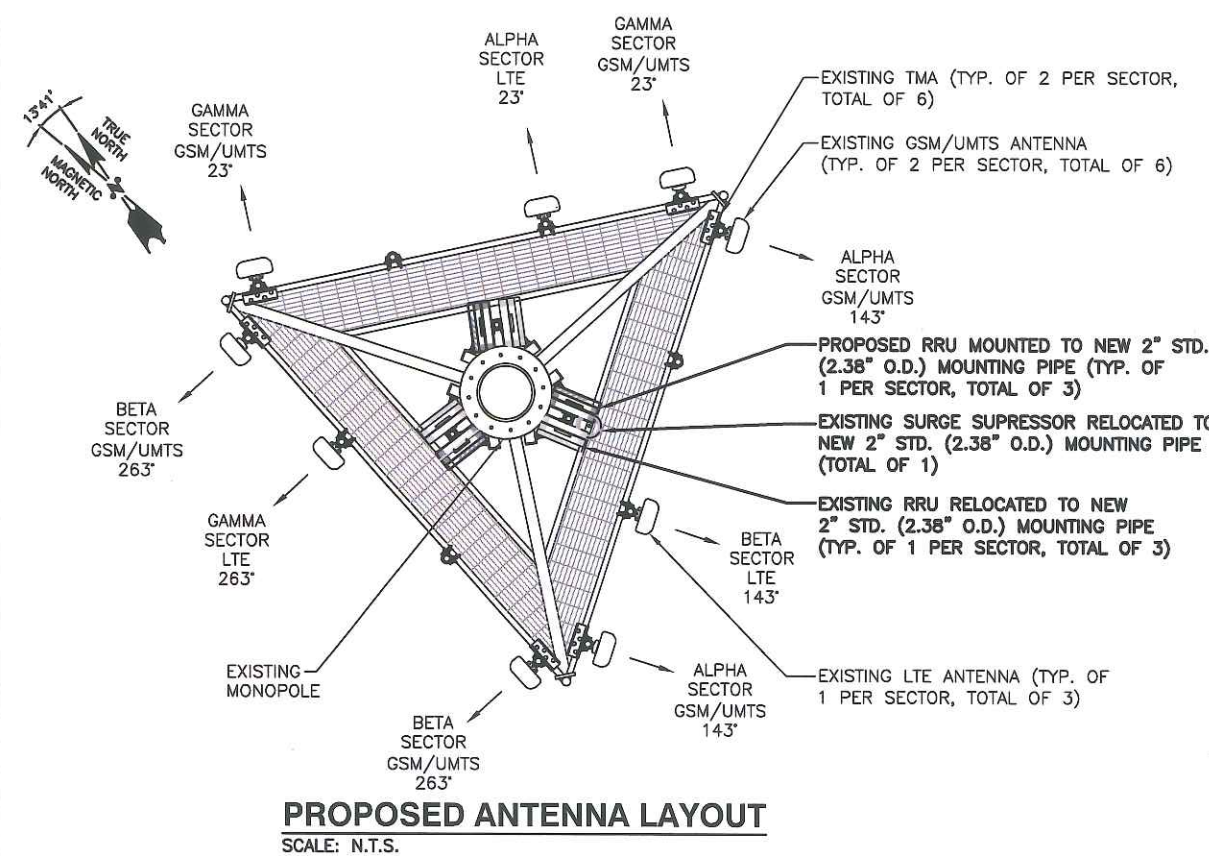 13°41'
TRUE
NORTH
MAGNETIC
NORTH
GAMMA
SECTOR
GSM/UMTS
23°
ALPHA
SECTOR
LTE
23°
GAMMA
SECTOR
GSM/UMTS
23°
EXISTING TMA (TYP. OF 2 PER SECTOR,
TOTAL OF 6)
EXISTING GSM/UMTS ANTENNA
(TYP. OF 2 PER SECTOR, TOTAL OF 6)
ALPHA
SECTOR
GSM/UMTS
143°
PROPOSED RRU MOUNTED TO NEW 2" STD.
(2.38" O.D.) MOUNTING PIPE (TYP. OF
1 PER SECTOR, TOTAL OF 3)
EXISTING SURGE SUPRESSOR RELOCATED TO
NEW 2" STD. (2.38" O.D.) MOUNTING PIPE
(TOTAL OF 1)
EXISTING RRU RELOCATED TO NEW
2" STD. (2.38" O.D.) MOUNTING PIPE
(TYP. OF 1 PER SECTOR, TOTAL OF 3)
BETA
SECTOR
GSM/UMTS
263°
GAMMA
SECTOR
LTE
263°
BETA
SECTOR
LTE
143°
EXISTING
MONOPOLE
ALPHA
SECTOR
GSM/UMTS
143°
EXISTING LTE ANTENNA (TYP. OF
1 PER SECTOR, TOTAL OF 3)
BETA
SECTOR
GSM/UMTS
263°
PROPOSED ANTENNA LAYOUT
SCALE: N.T.S.